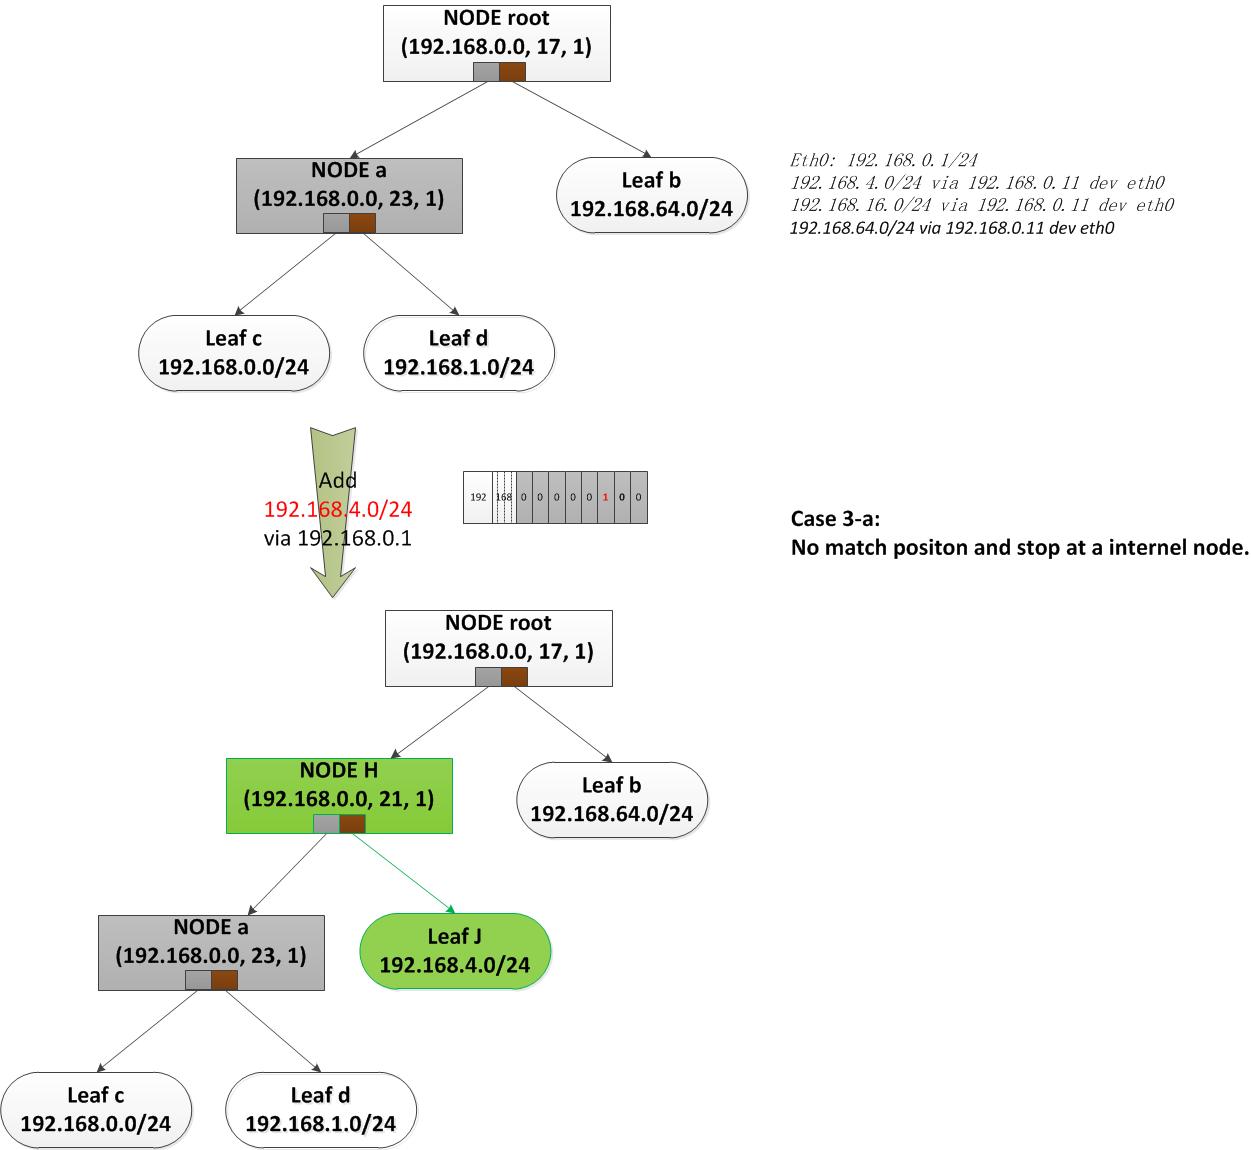 NODE root
(192.168.0.0, 17, 1)
NODE a
(192.168.0.0, 23, 1)
Leaf b
192.168.64.0/24
Eth0: 192.168.0.1/24
192.168.4.0/24 via 192.168.0.11 dev eth0
192.168.16.0/24 via 192.168.0.11 dev eth0
192.168.64.0/24 via 192.168.0.11 dev eth0
Leaf c
192.168.0.0/24
Leaf d
192.168.1.0/24
Add
192.168.4.0/24
via 192.168.0.1
192 168 0 0 0 0 0 1 0 0
Case 3-a:
No match positon and stop at a internel node.
NODE root
(192.168.0.0, 17, 1)
NODE H
(192.168.0.0, 21, 1)
Leaf b
192.168.64.0/24
NODE a
(192.168.0.0, 23, 1)
Leaf J
192.168.4.0/24
Leaf c
192.168.0.0/24
Leaf d
192.168.1.0/24